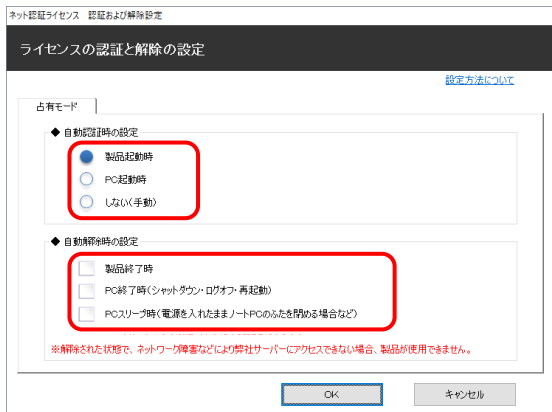 ネット認証ライセンス 認証および解除設定
ライセンスの認証と解除の設定
設定方法について
占有モード
◆ 自動認証時の設定
製品起動時
PC起動時
しない(手動)
◆ 自動解除時の設定
製品終了時
PC終了時(シャットダウン・ログオフ・再起動)
PCスリープ時(電源を入れたままノートPCのふたを閉める場合など)
※解除された状態で、ネットワーク障害などにより弊社サーバーにアクセスできない場合、製品が使用できません。
OK
キャンセル